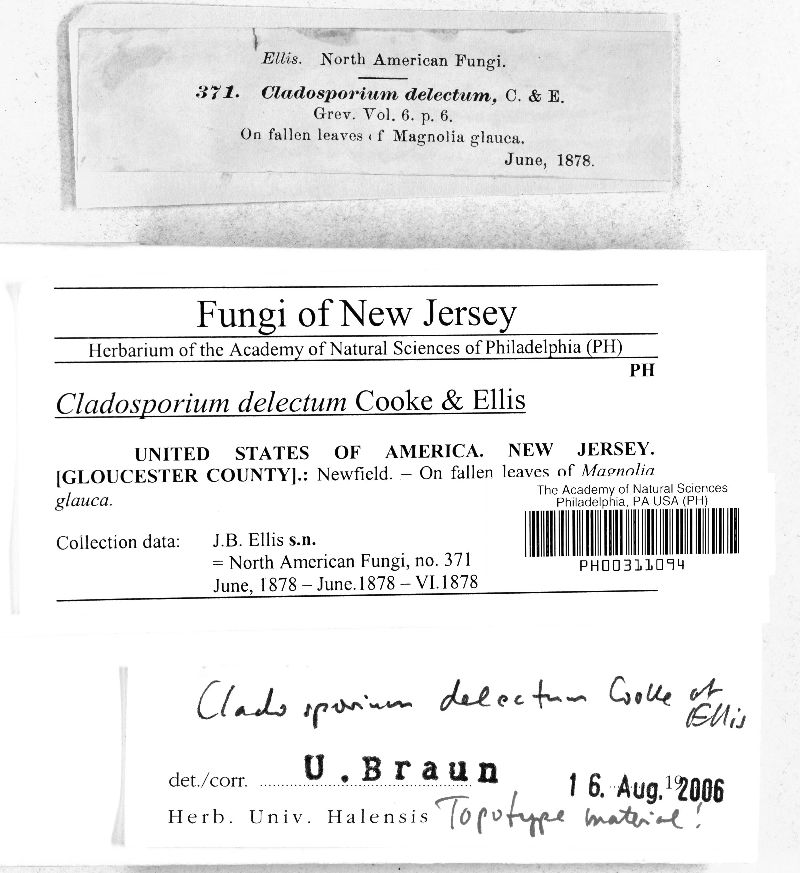 Ellis. North American Fungi.
371. Cladosporium delectum, C. & E.
Grev. Vol. 6. p. 6.
On fallen leaves of Magnolia glauca.
June, 1878.
Fungi of New Jersey
Herbarium of the Academy of Natural Sciences of Philadelphia (PH)
PH
Cladosporium delectum Cooke & Ellis
UNITED STATES OF AMERICA. NEW JERSEY.
[GLOUCESTER COUNTY].: Newfield. – On fallen leaves of Magnolia
glauca.
The Academy of Natural Sciences
Philadelphia, PA USA (PH)
PH00311094
Collection data: J.B. Ellis s.n.
= North American Fungi, no. 371
June, 1878 – June.1878 – VI.1878
Cladosporium delectum Cooke et
Ellis
det./corr. U. Braun 16. Aug. 19 2006
Herb. Univ. Halensis Topotype material!